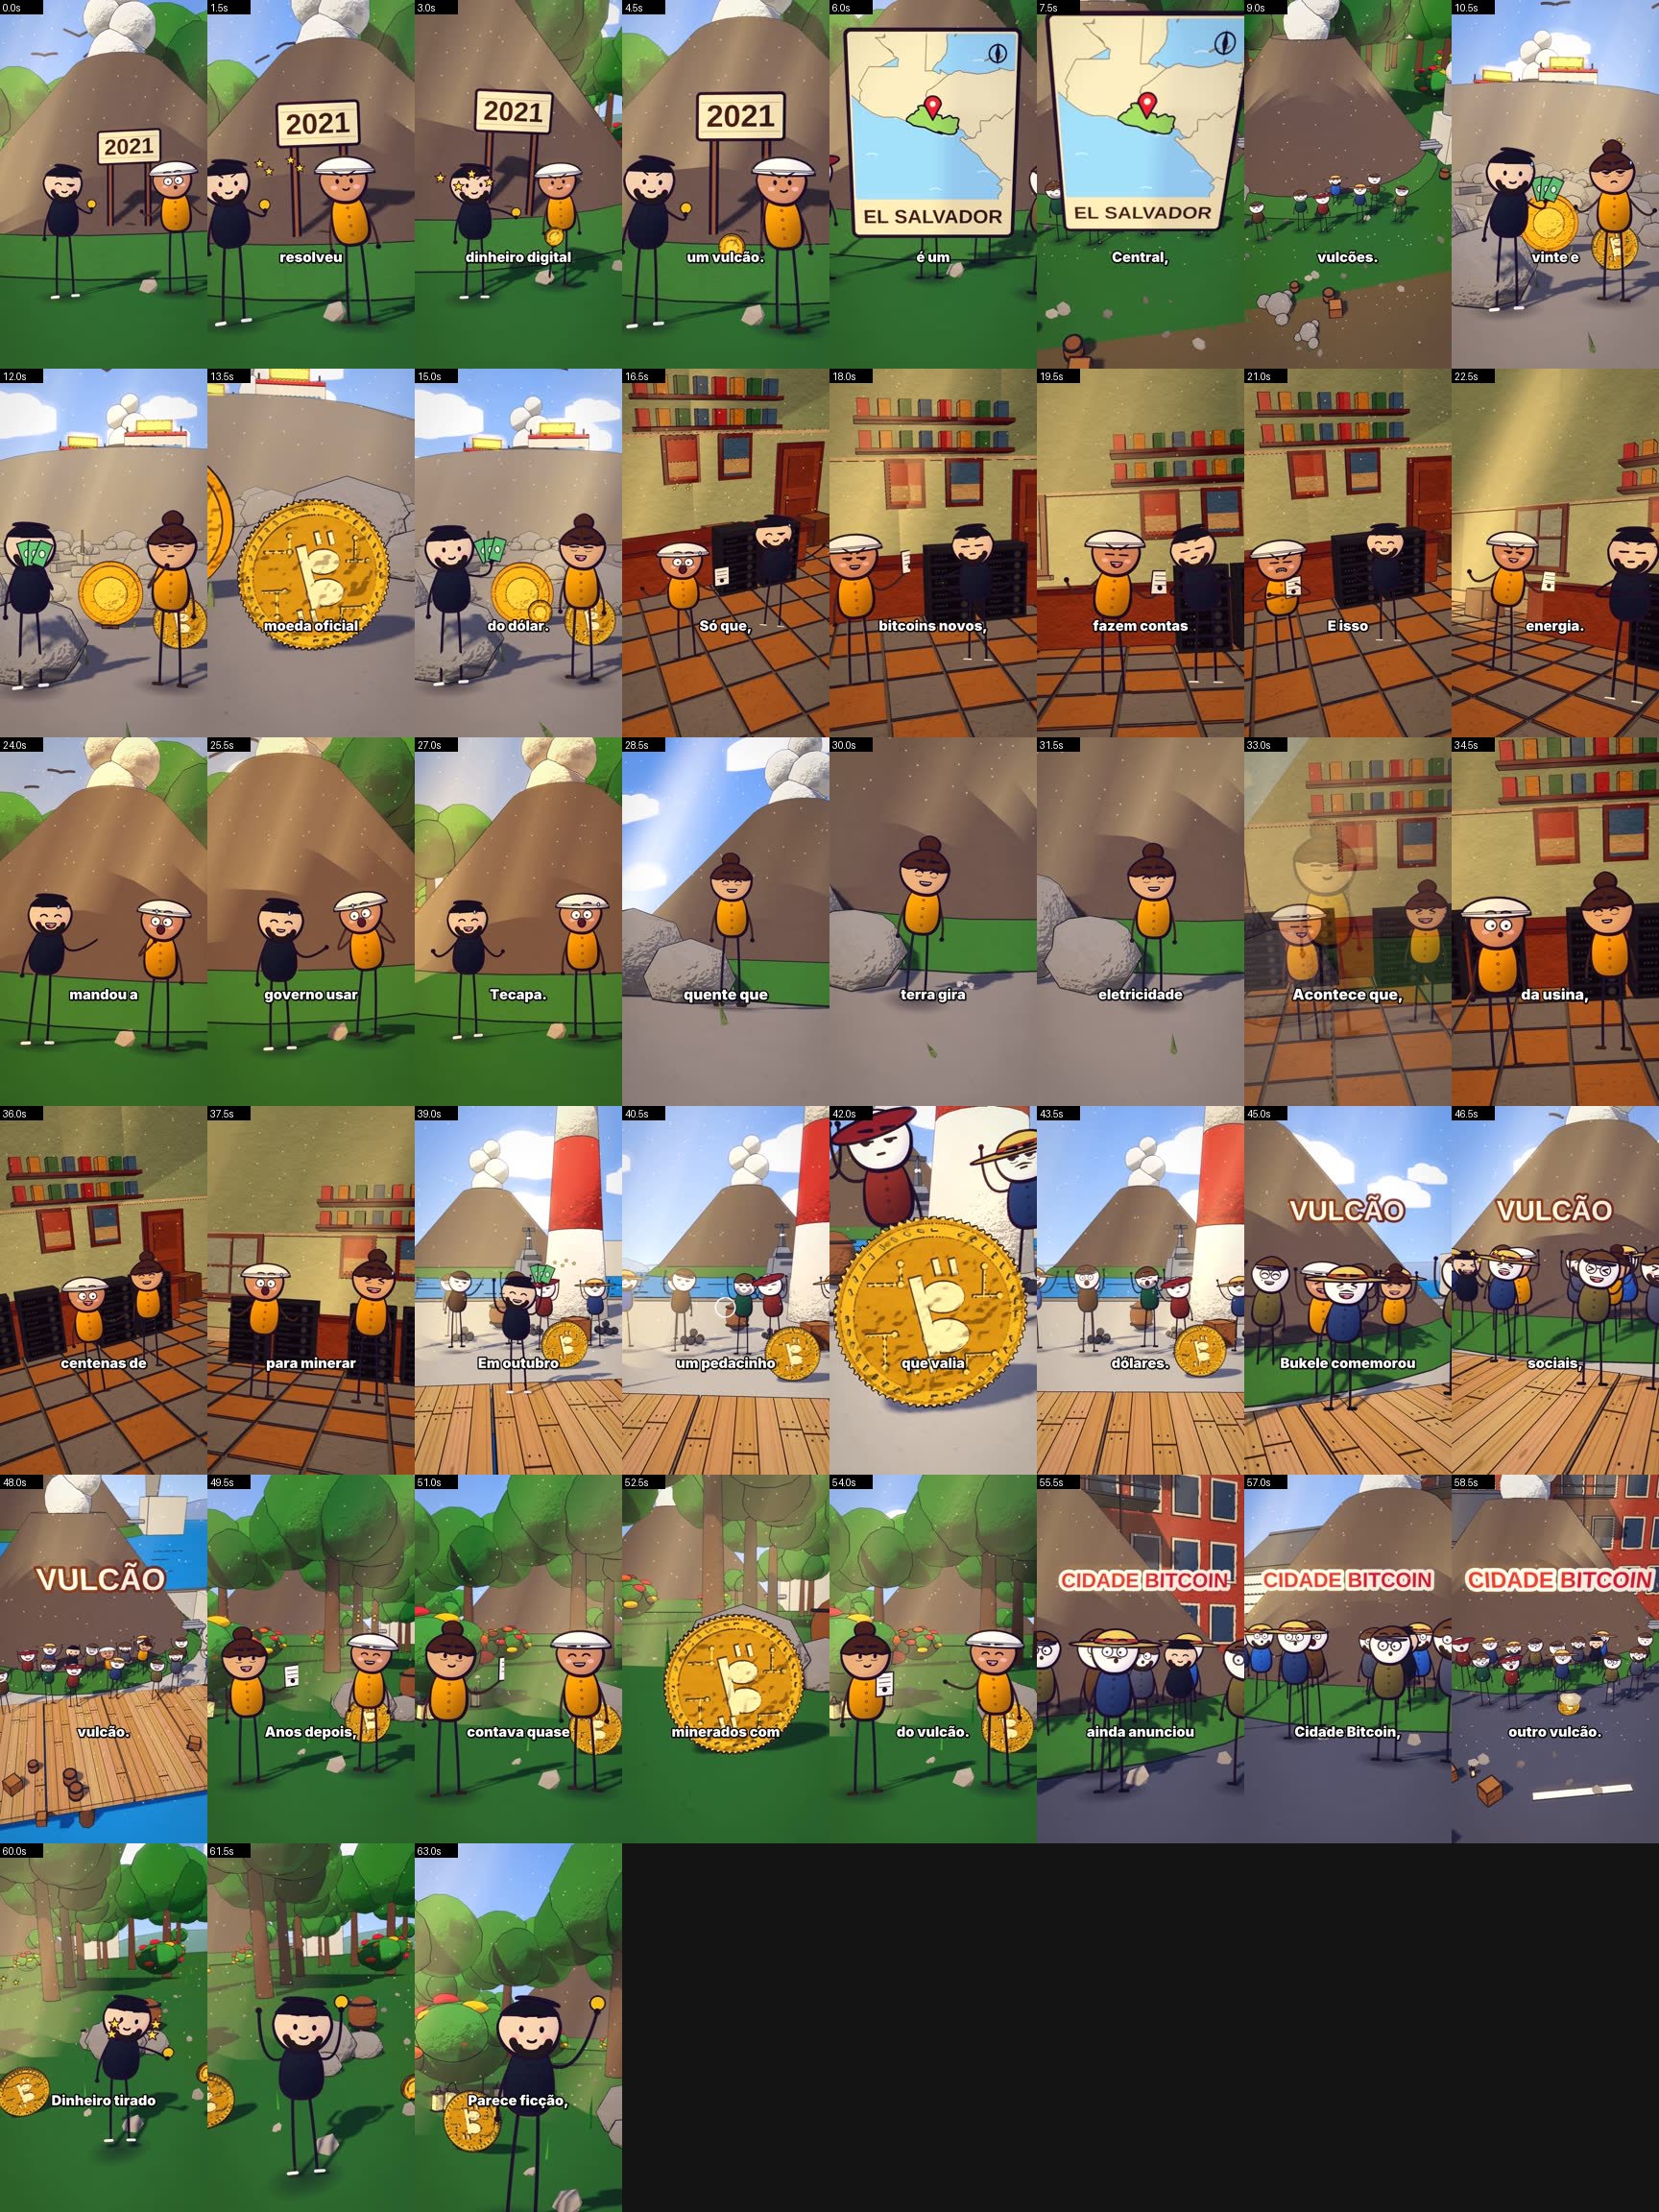 0.0s
2021
1.5s
2021
resolveu
3.0s
2021
dinheiro digital
4.5s
2021
um vulcão.
6.0s
EL SALVADOR
é um
7.5s
EL SALVADOR
Central,
9.0s
vulcões.
10.5s
vinte e
12.0s
13.5s
moeda oficial
15.0s
do dólar.
16.5s
Só que,
18.0s
bitcoins novos,
19.5s
fazem contas
21.0s
E isso
22.5s
energia.
24.0s
mandou a
25.5s
governo usar
27.0s
Tecapa.
28.5s
quente que
30.0s
terra gira
31.5s
eletricidade
33.0s
Acontece que,
34.5s
da usina,
36.0s
centenas de
37.5s
para minerar
39.0s
Em outubro
40.5s
um pedacinho
42.0s
que valia
43.5s
dólares.
45.0s
VULCÃO
Bukele comemorou
46.5s
VULCÃO
sociais,
48.0s
VULCÃO
vulcão.
49.5s
Anos depois,
51.0s
contava quase
52.5s
minerados com
54.0s
do vulcão.
55.5s
CIDADE BITCOIN
ainda anunciou
57.0s
CIDADE BITCOIN
Cidade Bitcoin,
58.5s
CIDADE BITCOIN
outro vulcão.
60.0s
Dinheiro tirado
61.5s
63.0s
Parece ficção,